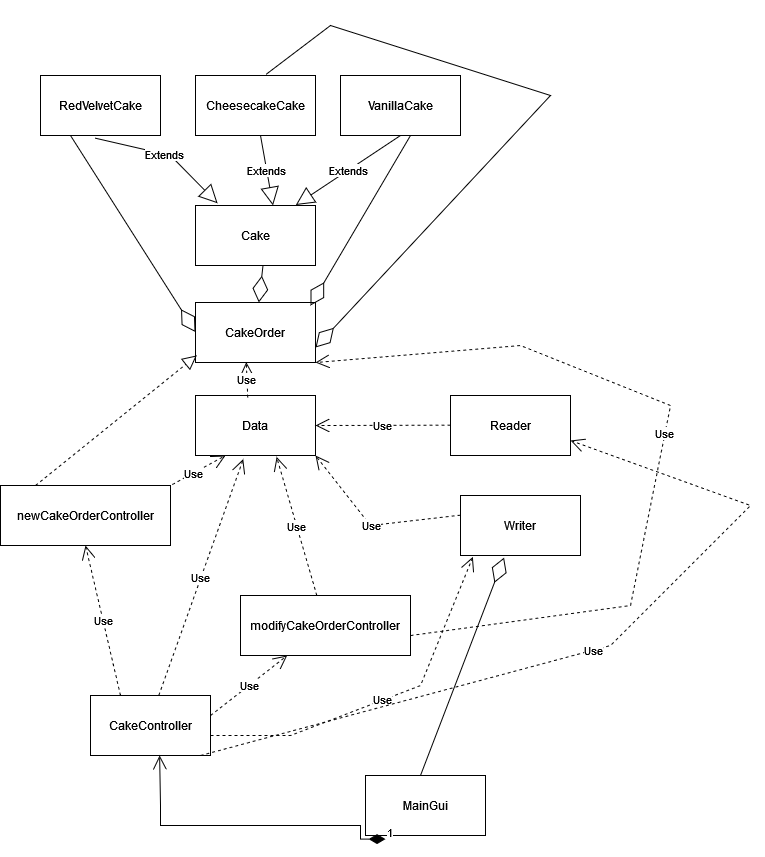 RedVelvetCake
CheesecakeCake
VanillaCake
Extends
Extends
Extends
Cake
CakeOrder
Use
Data
Use
Reader
Use
Use
newCakeOrderController
Use
Writer
Use
Use
modifyCakeOrderController
Use
Use
Use
Use
CakeController
MainGui
1